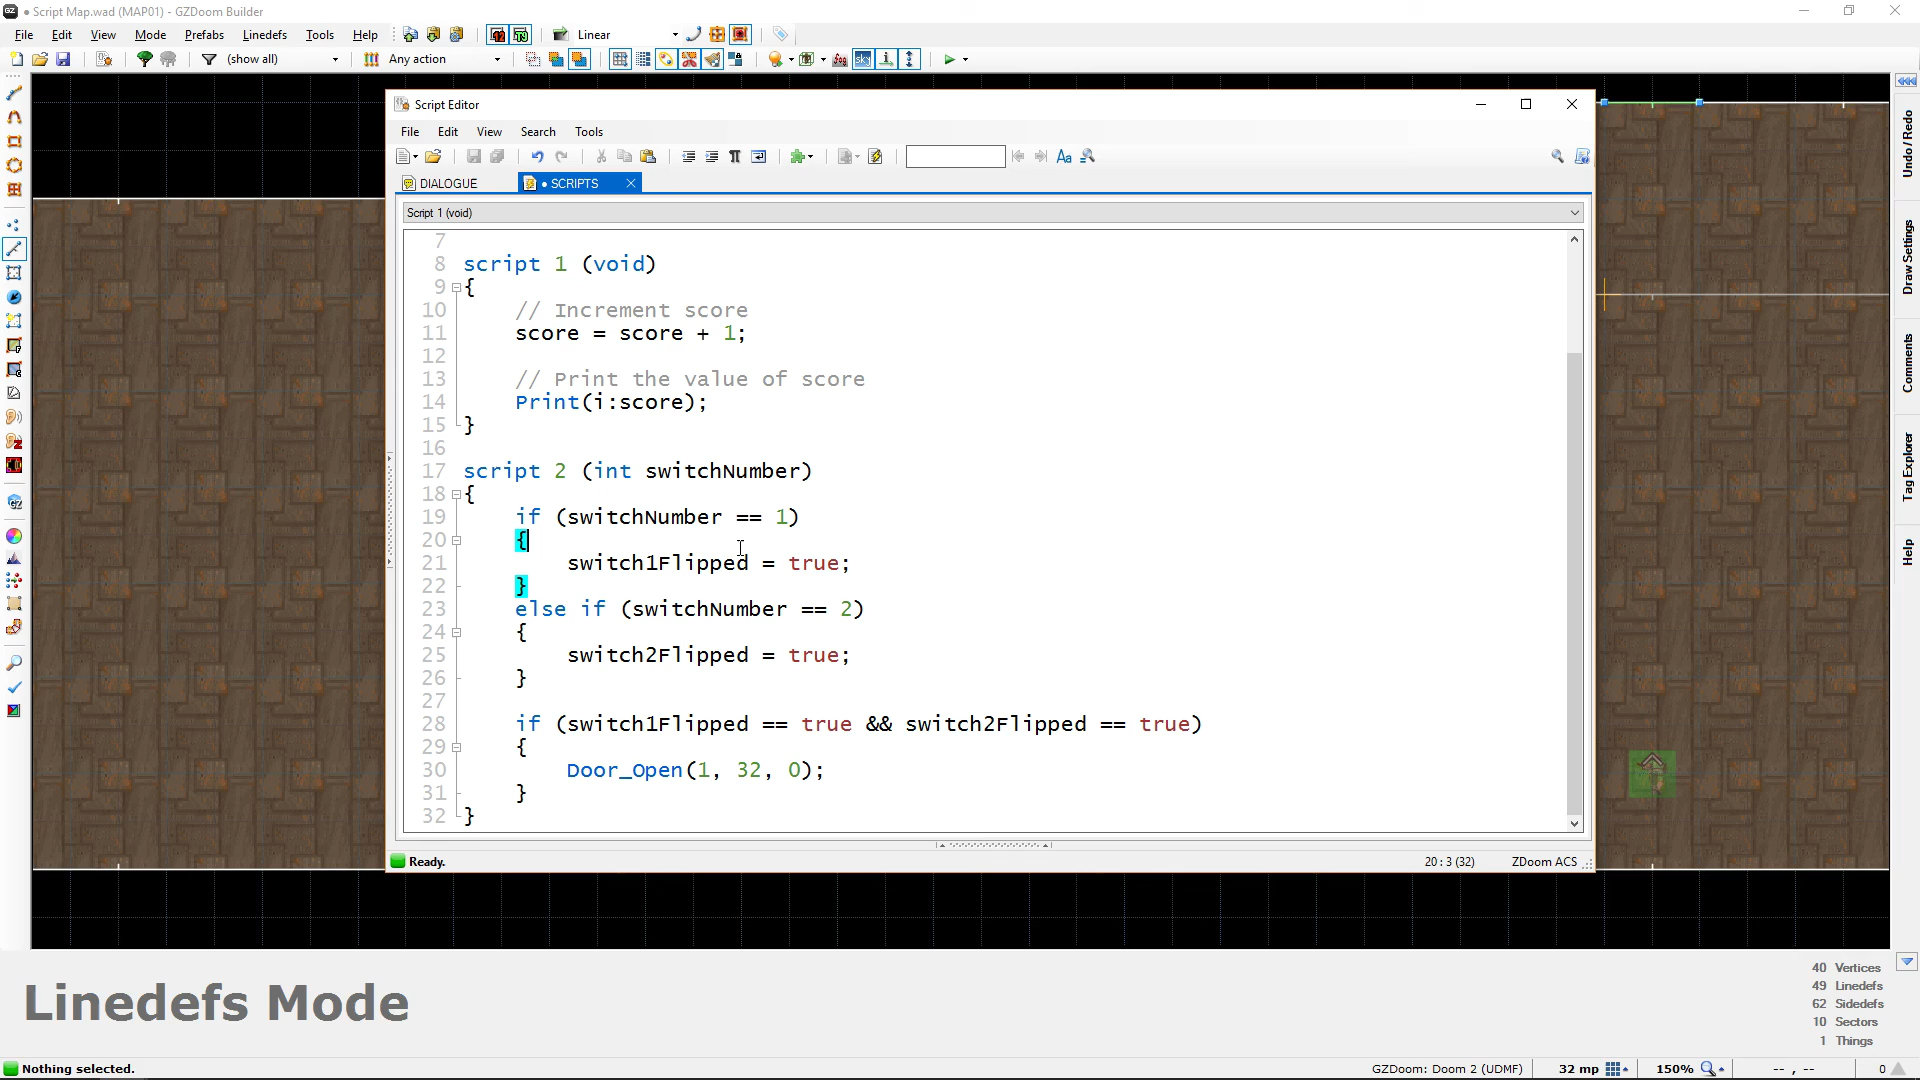 • Script Map.wad (MAP01) - GZDoom Builder
File Edit View Mode Prefabs Linedefs Tools Help
Linear
(show all)
Any action
Script Editor
File Edit View Search Tools
DIALOGUE
• SCRIPTS
Script 1 (void)
7
8 script 1 (void)
9 {
10 // Increment score
11 score = score + 1;
12
13 // Print the value of score
14 Print(i:score);
15 }
16
17 script 2 (int switchNumber)
18 {
19 if (switchNumber == 1)
20 {
21 switch1Flipped = true;
22 }
23 else if (switchNumber == 2)
24 {
25 switch2Flipped = true;
26 }
27
28 if (switch1Flipped == true && switch2Flipped == true)
29 {
30 Door_Open(1, 32, 0);
31 }
32 }
Ready.
20 : 3 (32)
ZDoom ACS
Undo / Redo
Draw Settings
Comments
Tag Explorer
Help
Linedefs Mode
40 Vertices
49 Linedefs
62 Sidedefs
10 Sectors
1 Things
Nothing selected.
GZDoom: Doom 2 (UDMF)
32 mp
150%
-- , --
0